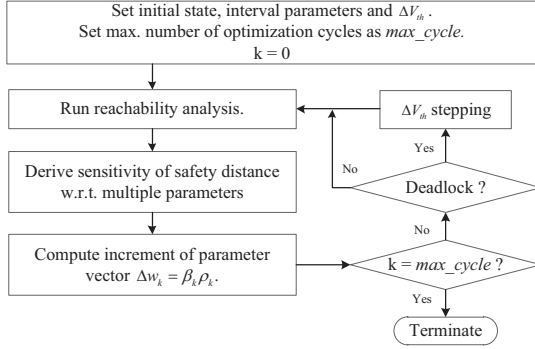 Set initial state, interval parameters and ΔV_th .
Set max. number of optimization cycles as max_cycle.
k = 0
Run reachability analysis.
ΔV_th stepping
Yes
No
Derive sensitivity of safety distance
w.r.t. multiple parameters
Deadlock ?
No
Compute increment of parameter
vector Δw_k = β_k ρ_k.
k = max_cycle ?
Yes
Terminate